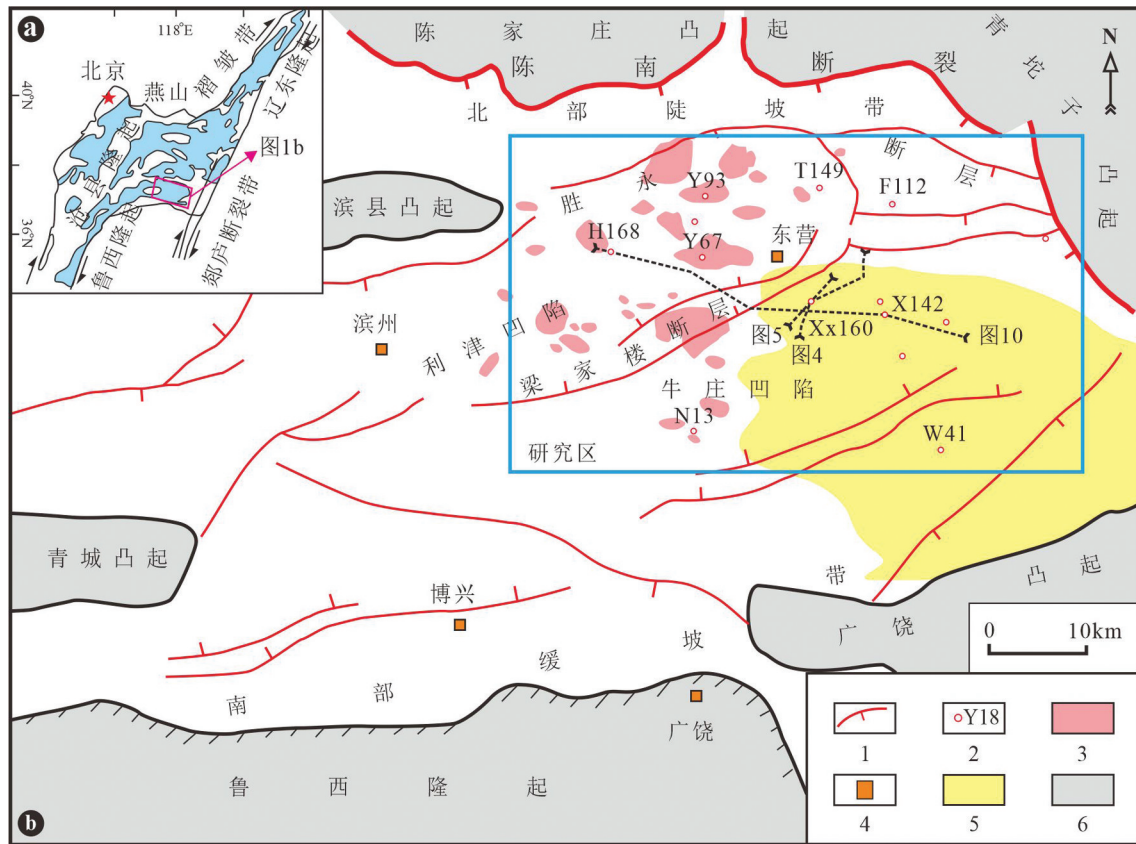 a
118°E
40°N
36°N
北京
燕山褶皱带
辽东隆起
沧县隆起
鲁西隆起
郯庐断裂带
图1b
陈家庄凸起
陈南断裂
青坨子凸起
N
北部陡坡带
胜永断层
滨县凸起
Y93
T149
F112
H168
Y67
东营
滨州
利津凹陷
梁家楼断层
X142
Xx160
图5
图4
图10
牛庄凹陷
N13
W41
研究区
青城凸起
博兴
南部缓坡带
广饶凸起
广饶
鲁西隆起
0 10km
Y18
1 2 3
4 5 6
b